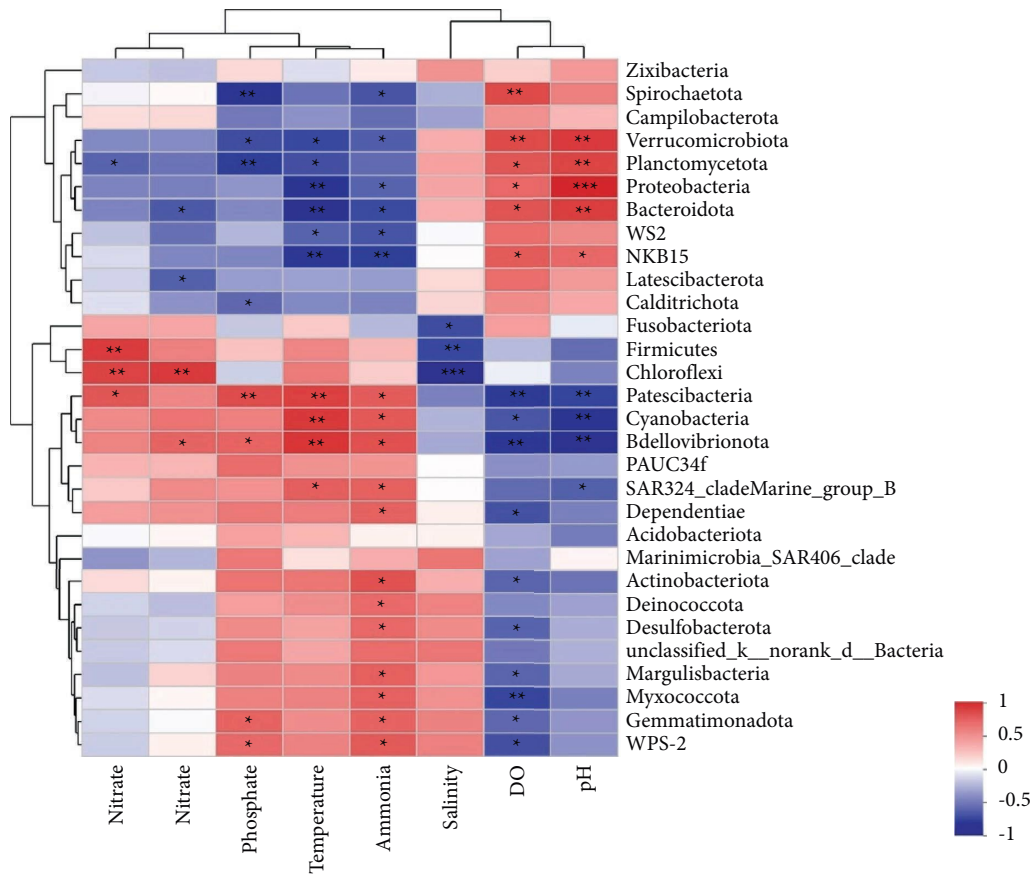 Zixibacteria
** * ** Spirochaetota
Campilobacterota
* * * ** ** Verrucomicrobiota
* ** * * ** Planctomycetota
** * * *** Proteobacteria
* ** * * ** Bacteroidota
* * WS2
** ** * * NKB15
* Latescibacterota
* Calditrichota
* Fusobacteriota
** ** Firmicutes
** ** *** Chloroflexi
* ** ** * ** ** Patescibacteria
** * * ** Cyanobacteria
* * ** * ** ** Bdellovibrionota
PAUC34f
* * * SAR324_cladeMarine_group_B
* * Dependentiae
Acidobacteriota
Marinimicrobia_SAR406_clade
* * Actinobacteriota
* Deinococcota
* * Desulfobacterota
unclassified_k__norank_d__Bacteria
* * Margulisbacteria
* ** Myxococcota
* * * Gemmatimonadota
* * * WPS-2
Nitrate
Nitrate
Phosphate
Temperature
Ammonia
Salinity
DO
pH
1
0.5
0
-0.5
-1